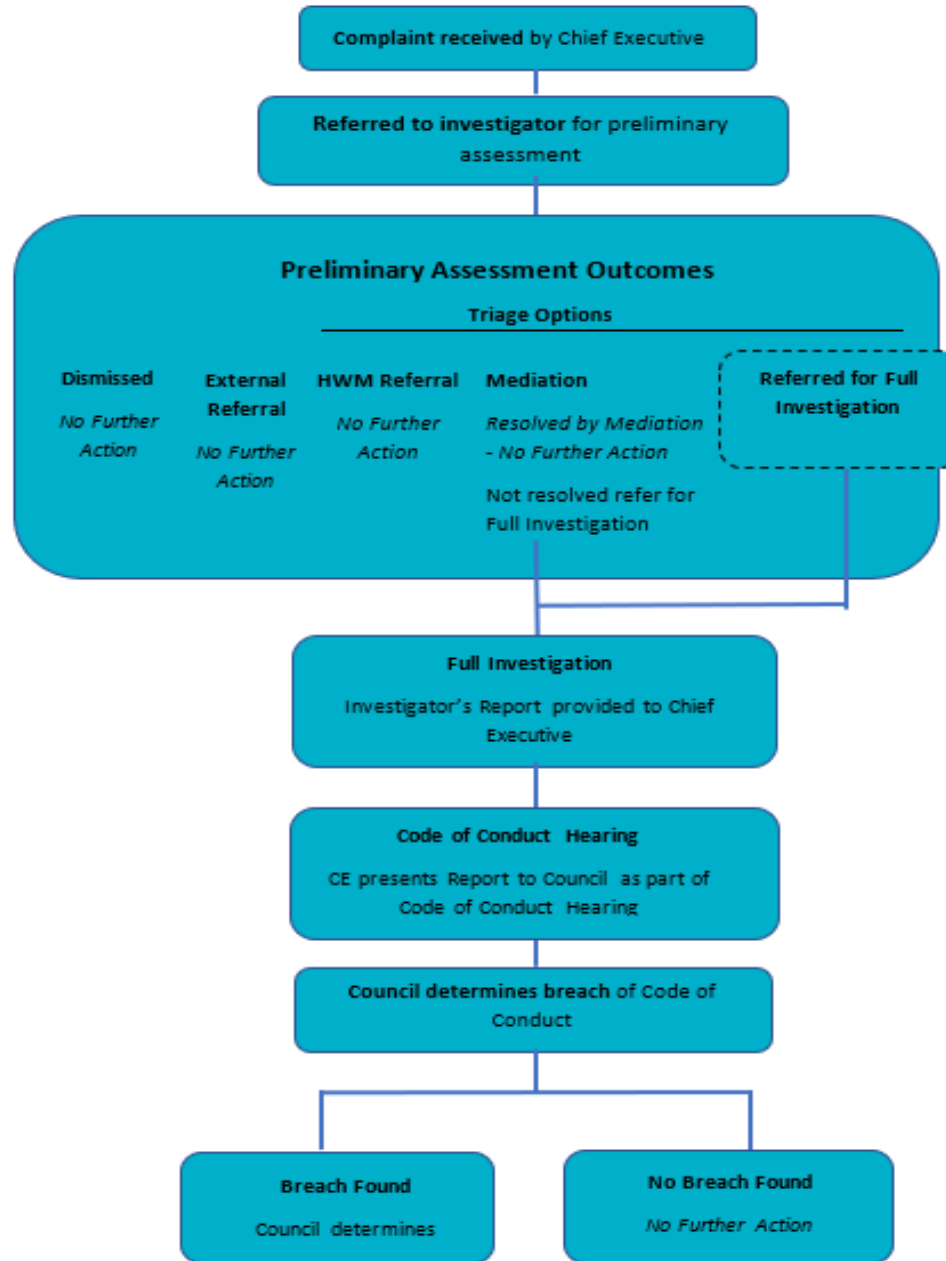 Complaint received by Chief Executive
Referred to investigator for preliminary
assessment
Preliminary Assessment Outcomes
Triage Options
Dismissed
No Further
Action
External
Referral
No Further
Action
HWM Referral
No Further
Action
Mediation
Resolved by Mediation
- No Further Action
Not resolved refer for
Full Investigation
Referred for Full
Investigation
Full Investigation
Investigator's Report provided to Chief
Executive
Code of Conduct Hearing
CE presents Report to Council as part of
Code of Conduct Hearing
Council determines breach of Code of
Conduct
Breach Found
Council determines
No Breach Found
No Further Action